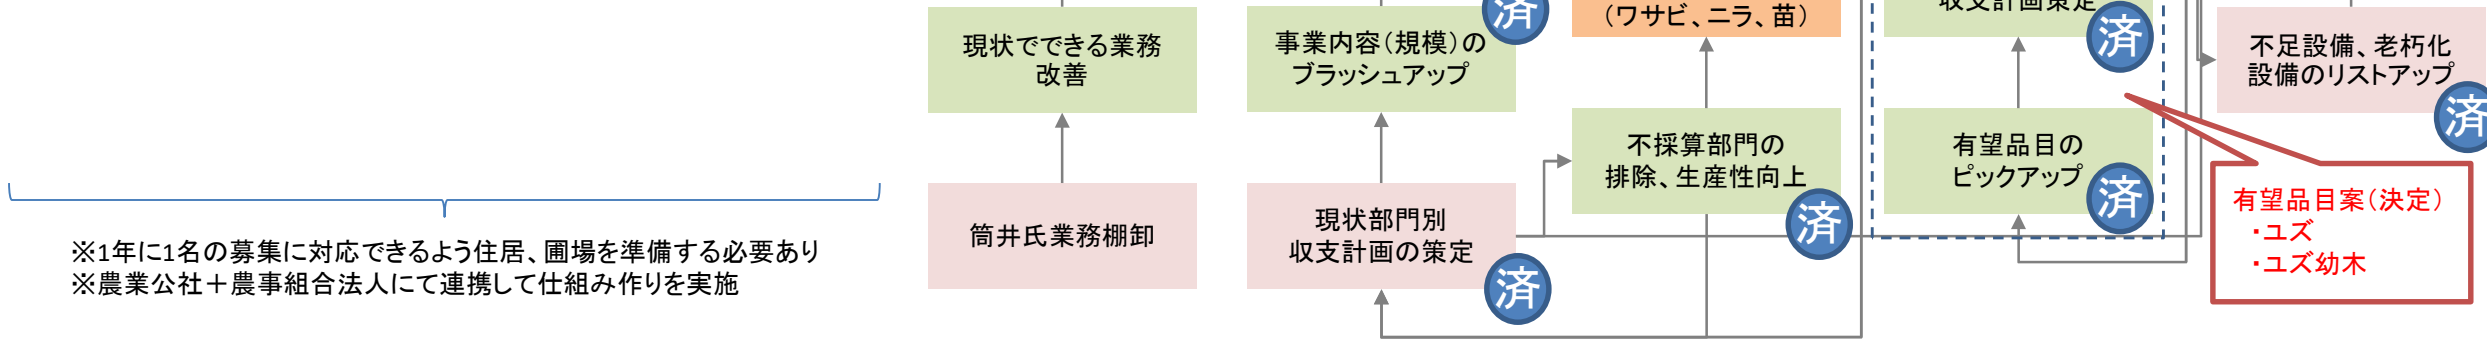 現状でできる業務
改善
筒井氏業務棚卸
※1年に1名の募集に対応できるよう住居、圃場を準備する必要あり
※農業公社＋農事組合法人にて連携して仕組み作りを実施
済
事業内容（規模）の
ブラッシュアップ
現状部門別
収支計画の策定
済
（ワサビ、ニラ、苗）
不採算部門の
排除、生産性向上
済
収支計画策定
済
有望品目の
ピックアップ
済
不足設備、老朽化
設備のリストアップ
済
有望品目案（決定）
・ユズ
・ユズ幼木